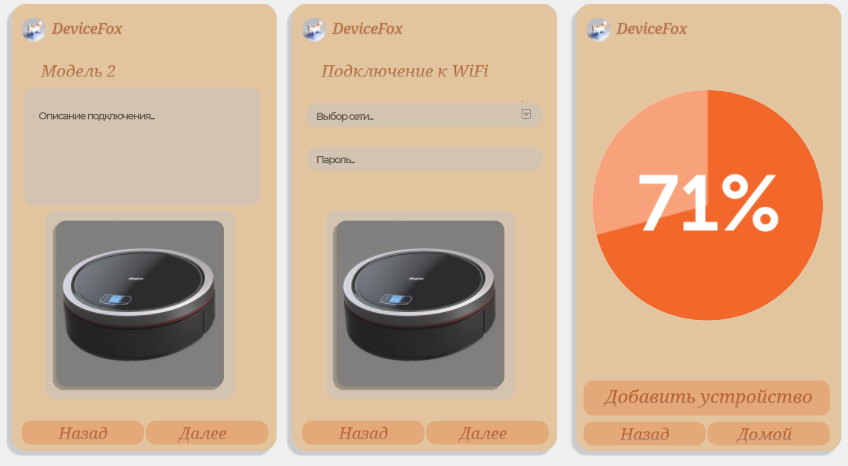 DeviceFox
Модель 2
Описание подключения...
Назад
Далее
DeviceFox
Подключение к WiFi
Выбор сети...
Пароль...
Назад
Далее
DeviceFox
71%
Добавить устройство
Назад
Домой